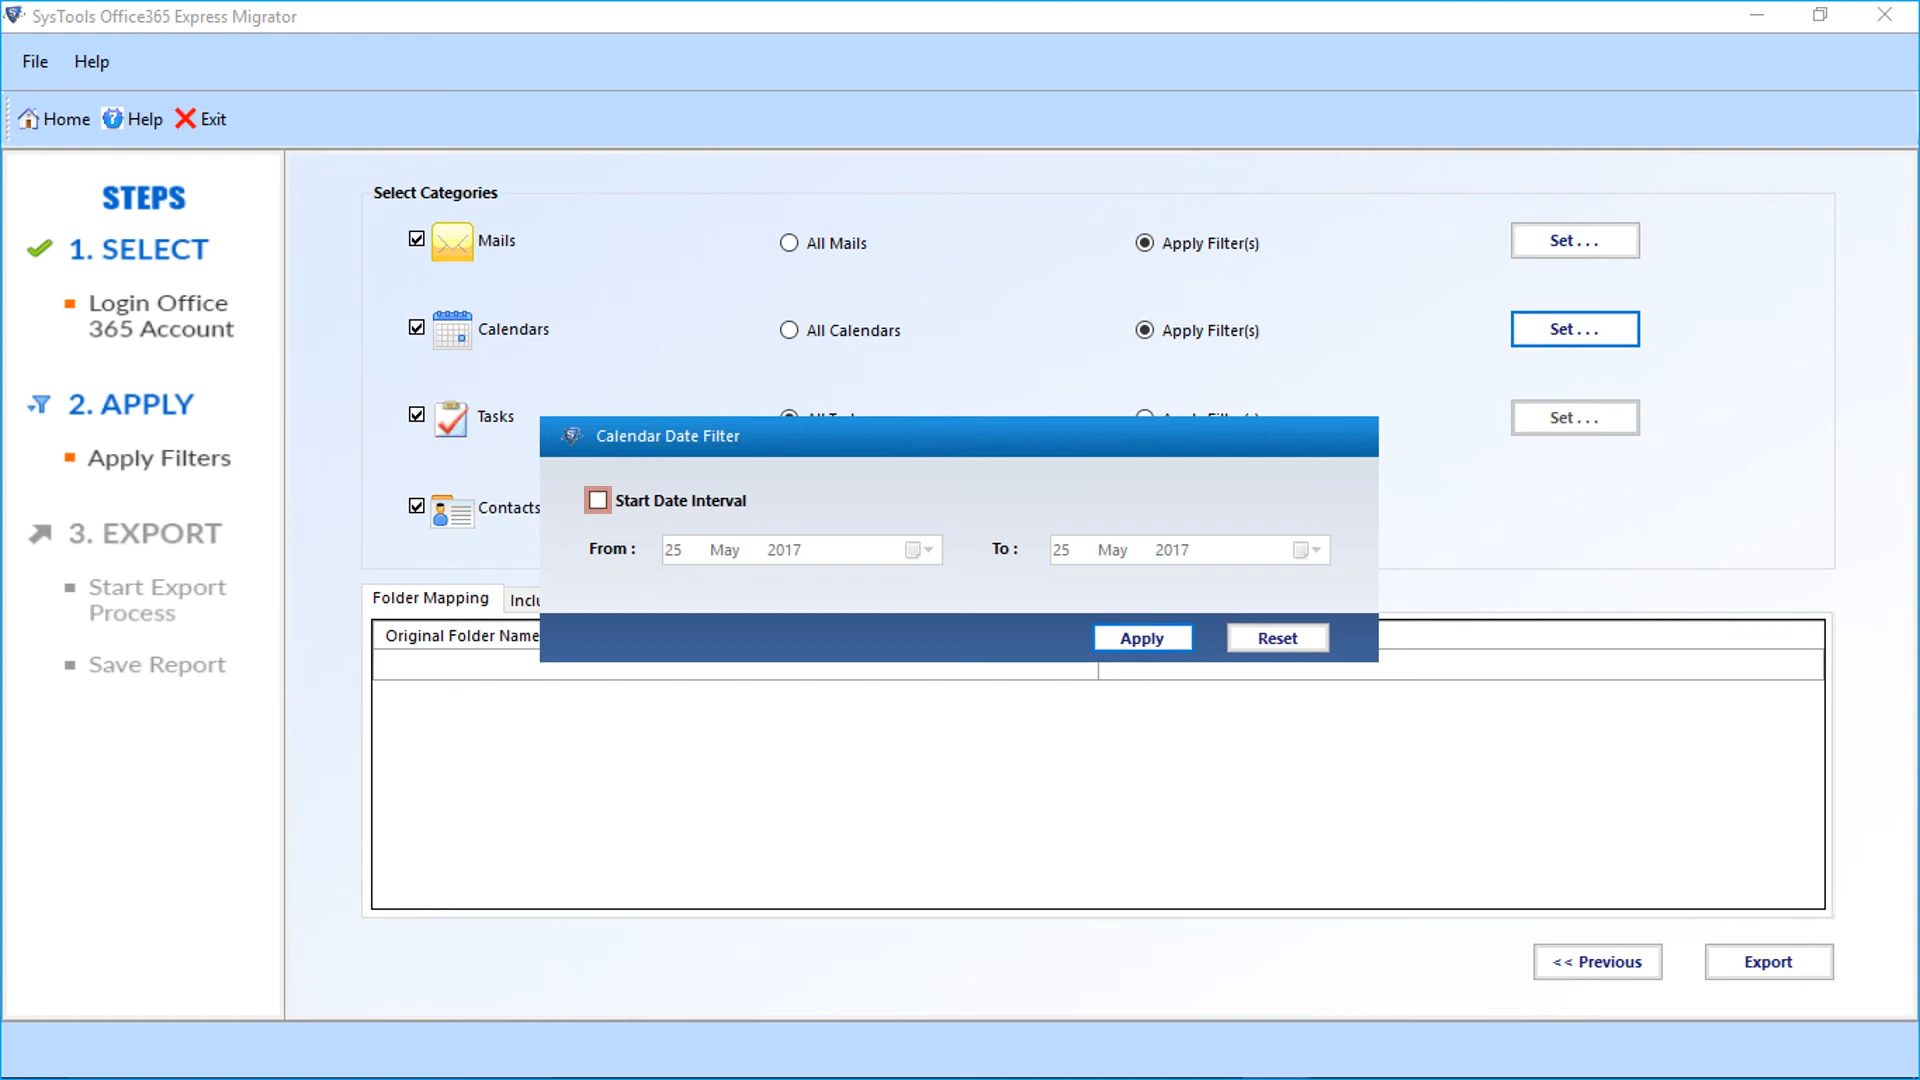 SysTools Office365 Express Migrator
File Help
Home Help Exit
STEPS
1. SELECT
Login Office
365 Account
2. APPLY
Apply Filters
3. EXPORT
Start Export
Process
Save Report
Select Categories
Mails All Mails Apply Filter(s) Set . . .
Calendars All Calendars Apply Filter(s) Set . . .
Tasks Set . . .
Contacts
Calendar Date Filter
Start Date Interval
From : 25 May 2017 To : 25 May 2017
Apply Reset
Folder Mapping Inclu
Original Folder Name
<< Previous Export